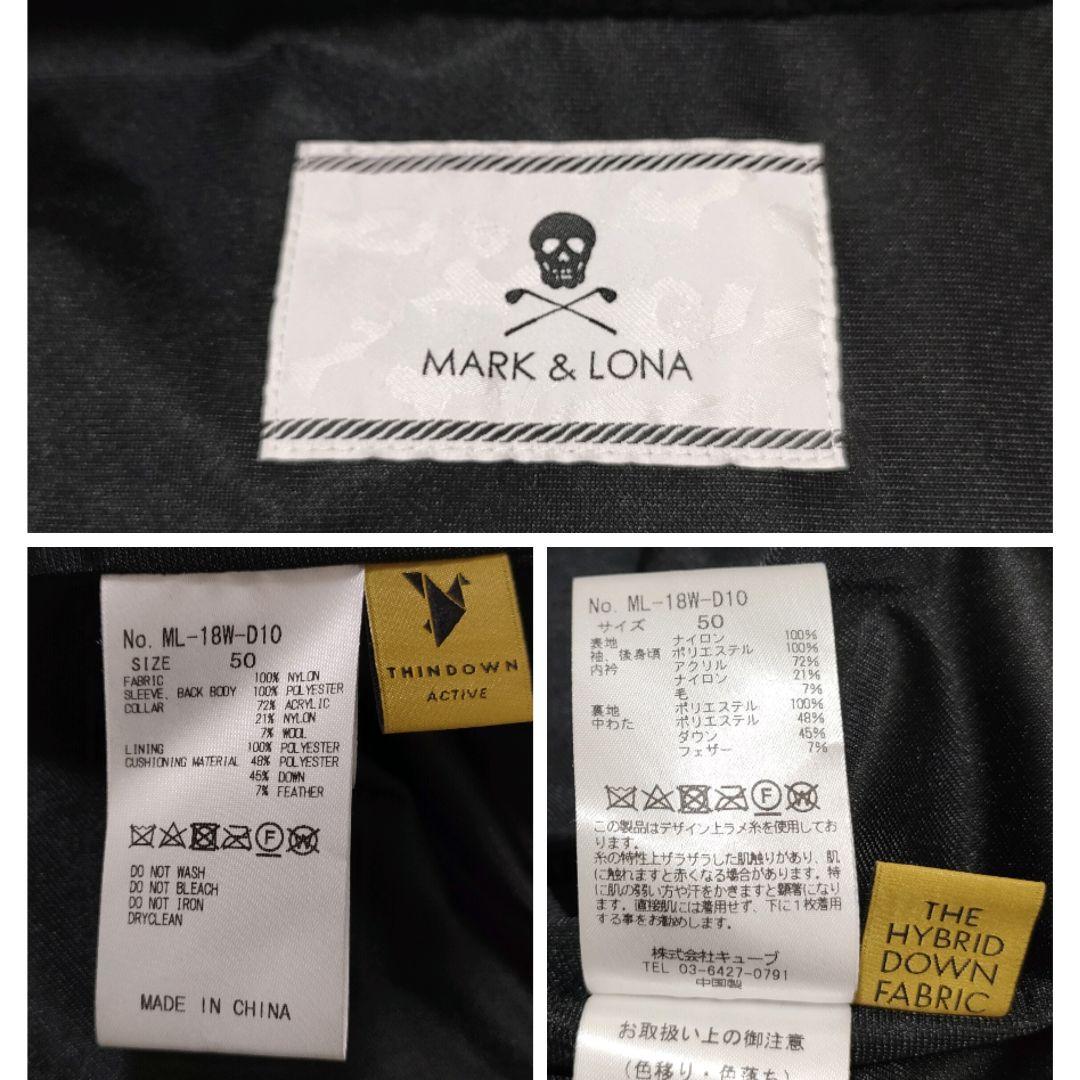 MARK & LONA
No. ML-18W-D10
SIZE 50
FABRIC 100% NYLON
SLEEVE, BACK BODY 100% POLYESTER
COLLAR 72% ACRYLIC
21% NYLON
7% WOOL
LINING 100% POLYESTER
CUSHIONING MATERIAL 48% POLYESTER
45% DOWN
7% FEATHER
DO NOT WASH
DO NOT BLEACH
DO NOT IRON
DRYCLEAN
MADE IN CHINA
THINDOWN
ACTIVE
No. ML-18W-D10
サイズ 50
表地 ナイロン 100%
袖、後身頃 ポリエステル 100%
内衿 アクリル 72%
ナイロン 21%
毛 7%
裏地 ポリエステル 100%
中わた ポリエステル 48%
ダウン 45%
フェザー 7%
この製品はデザイン上ラメ糸を使用してお
ります。
糸の特性上ザラザラした肌触りがあり、肌
に触れますと赤くなる場合があります。特
に肌の弱い方や汗をかきますと顕著になり
ます。直接肌には着用せず、下に1枚着用
する事をお勧めします。
株式会社キューブ
TEL 03-6427-0791
中国製
お取扱い上の御注意
(色移り・色落ち)
THE
HYBRID
DOWN
FABRIC